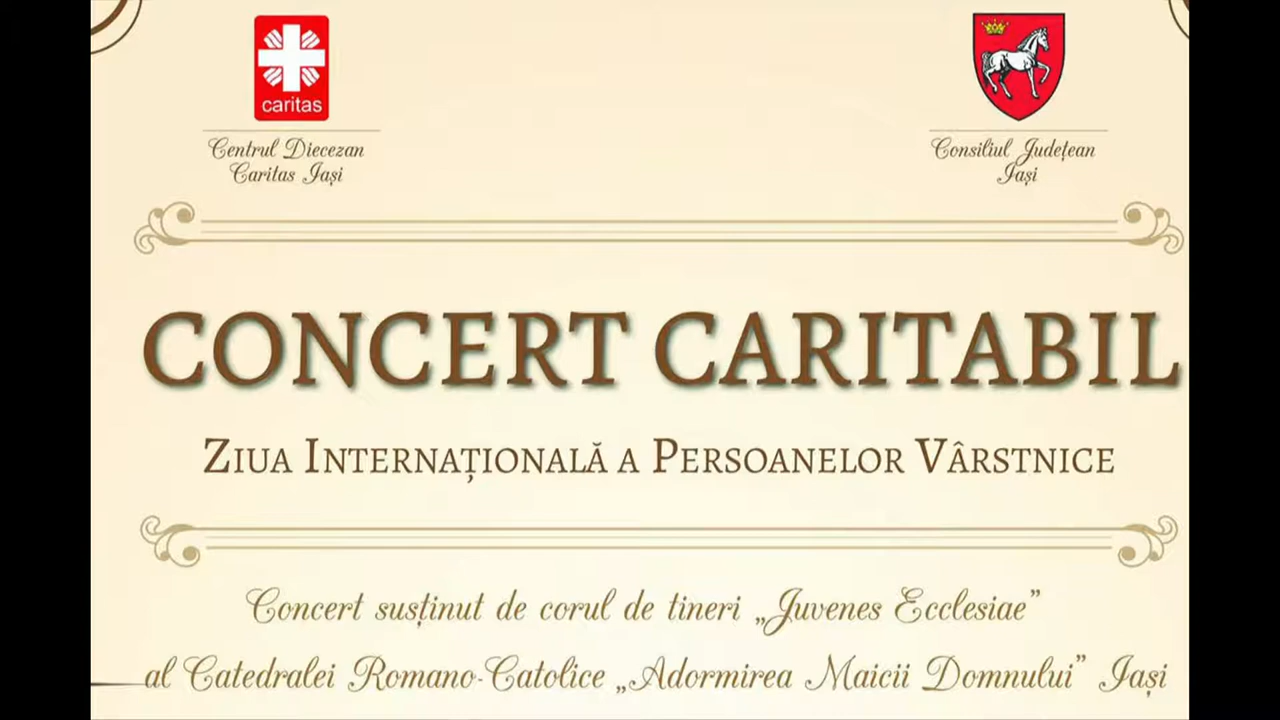 caritas
Centrul Diecezan
Caritas Iași
Consiliul Județean
Iași
CONCERT CARITABIL
ZIUA INTERNAȚIONALĂ A PERSOANELOR VÂRSTNICE
Concert susținut de corul de tineri „Juvenes Ecclesiae”
al Catedralei Romano-Catolice „Adormirea Maicii Domnului” Iași